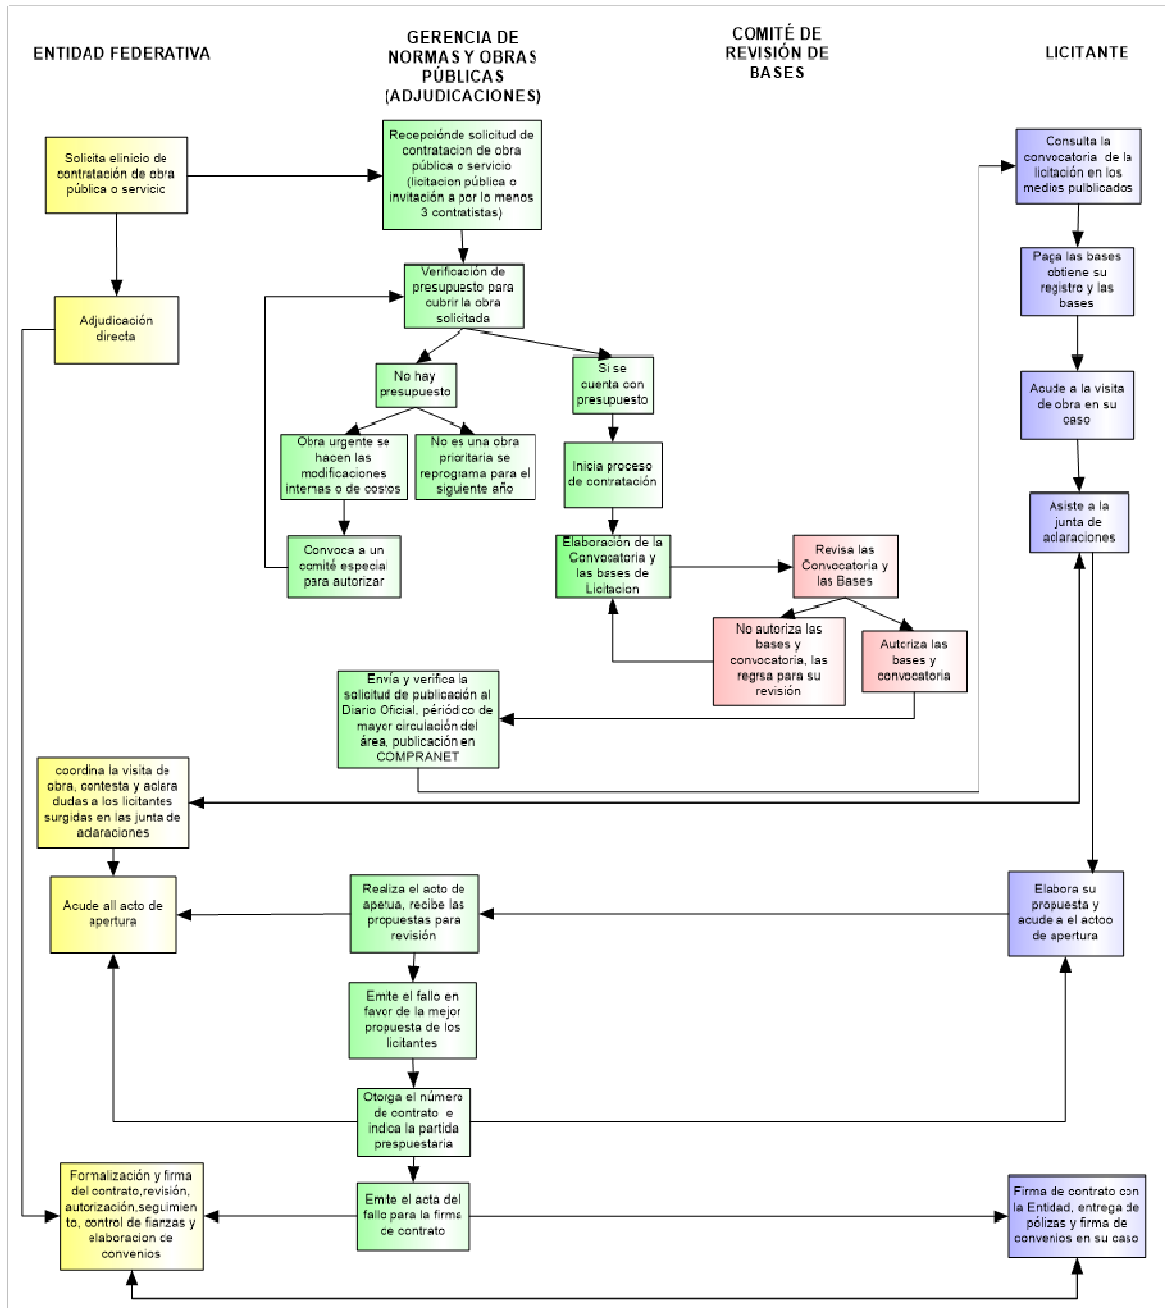 ENTIDAD FEDERATIVA
GERENCIA DE
NORMAS Y OBRAS
PÚBLICAS
(ADJUDICACIONES)
COMITÉ DE
REVISIÓN DE
BASES
LICITANTE
Solicita elinicio de
contratación de obra
pública o servicio
Recepciónde solicitud de
contratacion de obra
pública o servicio
(licitacion pública o
invitación a por lo menos
3 contratistas)
Consulta la
convocatoria de la
licitación en los
medios pulblicados
Verificación de
presupuesto para
cubrir la obra
solicitada
Paga las bases
obtiene su
registro y las
bases
Adjudicación
directa
No hay
presupuesto
Si se
cuenta con
presupuesto
Acude a la visita
de obra en su
caso
Obra urgente se
hacen las
modificaciones
internas o de costos
No es una obra
prioritaria se
reprograma para el
siguiente año
Inicia proceso
de contratación
Asiste a la
junta de
aclaraciones
Convoca a un
comité especial
para autorizar
Elaboración de la
Convocatoria y
las bases de
Licitacion
Revisa las
Convocatoria y
las Bases
No autoriza las
bases y
convocatoria, las
regrsa para su
revisión
Autoriza las
bases y
convocatoria
Envía y verifica la
solicitud de publicación al
Diario Oficial, périódico de
mayor circulación del
área, publicación en
COMPRANET
coordina la visita de
obra, contesta y aclara
dudas a los licitantes
surgidas en las junta de
aclaraciones
Acude all acto de
apertura
Realiza el acto de
apetua, recibe las
propuestas para
revisión
Elabora su
propuesta y
acude a el actoo
de apertura
Emite el fallo en
favor de la mejor
propuesta de los
licitantes
Otorga el número
de contrato e
indica la partida
prespuestaria
Formalización y firma
del contrato,revisión,
autorización,seguimie
nto, control de fianzas y
elaboracion de
convenios
Emite el acta del
fallo para la firma
de contrato
Firma de contrato con
la Entidad, entrega de
pólizas y firma de
convenios en su caso